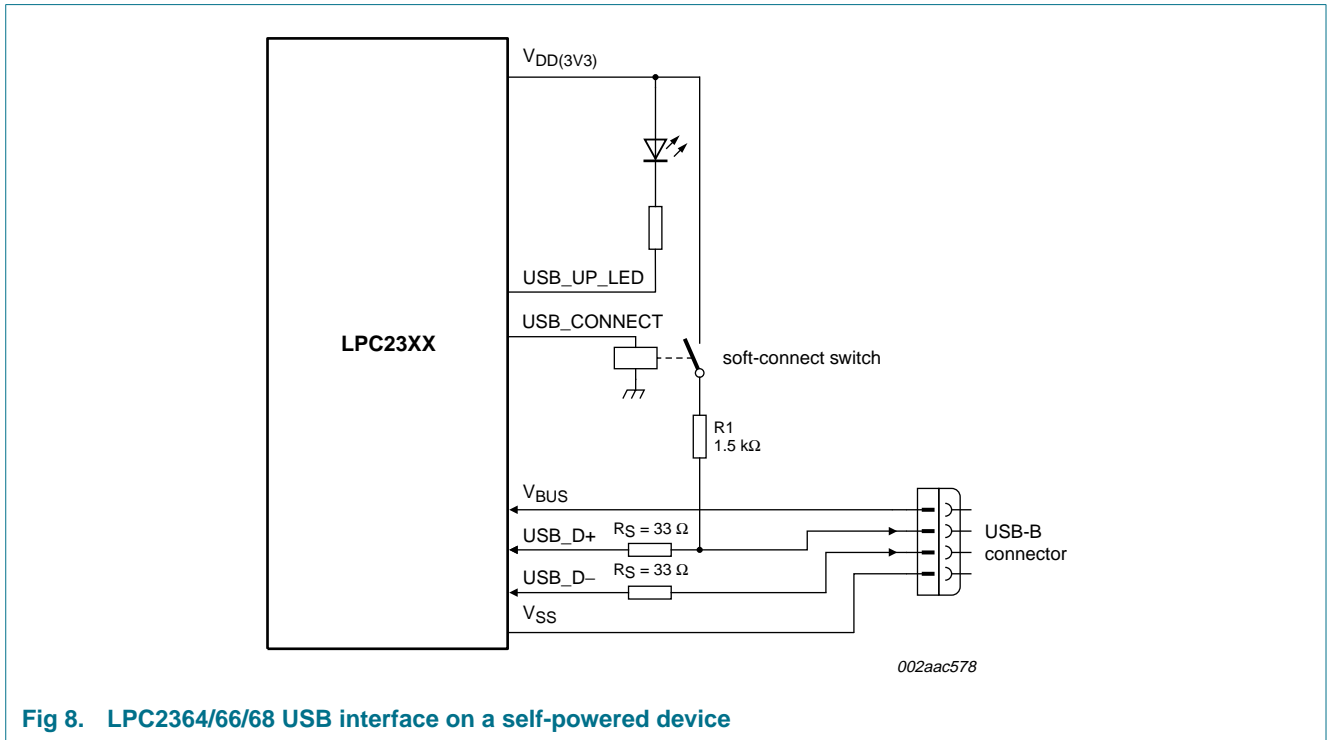 VDD(3V3)
USB_UP_LED
USB_CONNECT
LPC23XX
soft-connect switch
R1
1.5 kΩ
VBUS
USB_D+
RS = 33 Ω
USB_D−
RS = 33 Ω
VSS
USB-B
connector
002aac578
Fig 8. LPC2364/66/68 USB interface on a self-powered device